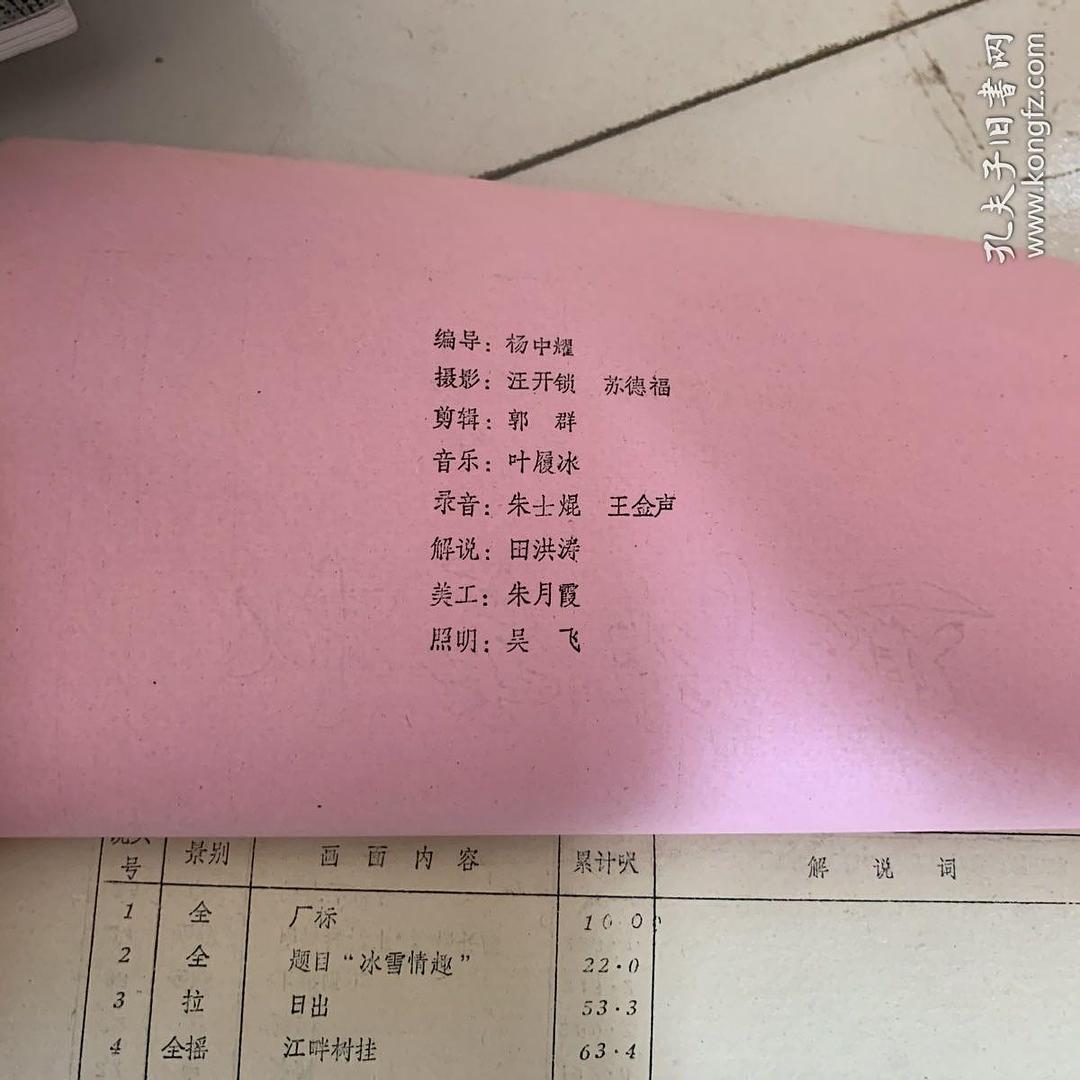 孔夫子旧书网
www.kongfz.com
编导：杨中耀
摄影：汪开锁　苏德福
剪辑：郭　群
音乐：叶履冰
录音：朱士焜　王金声
解说：田洪涛
美工：朱月霞
照明：吴　飞
号　景别　画面内容　累计呎　解说词
1　全　厂标　10·0
2　全　题目“冰雪情趣”　22·0
3　拉　日出　53·3
4　全摇　江畔树挂　63·4